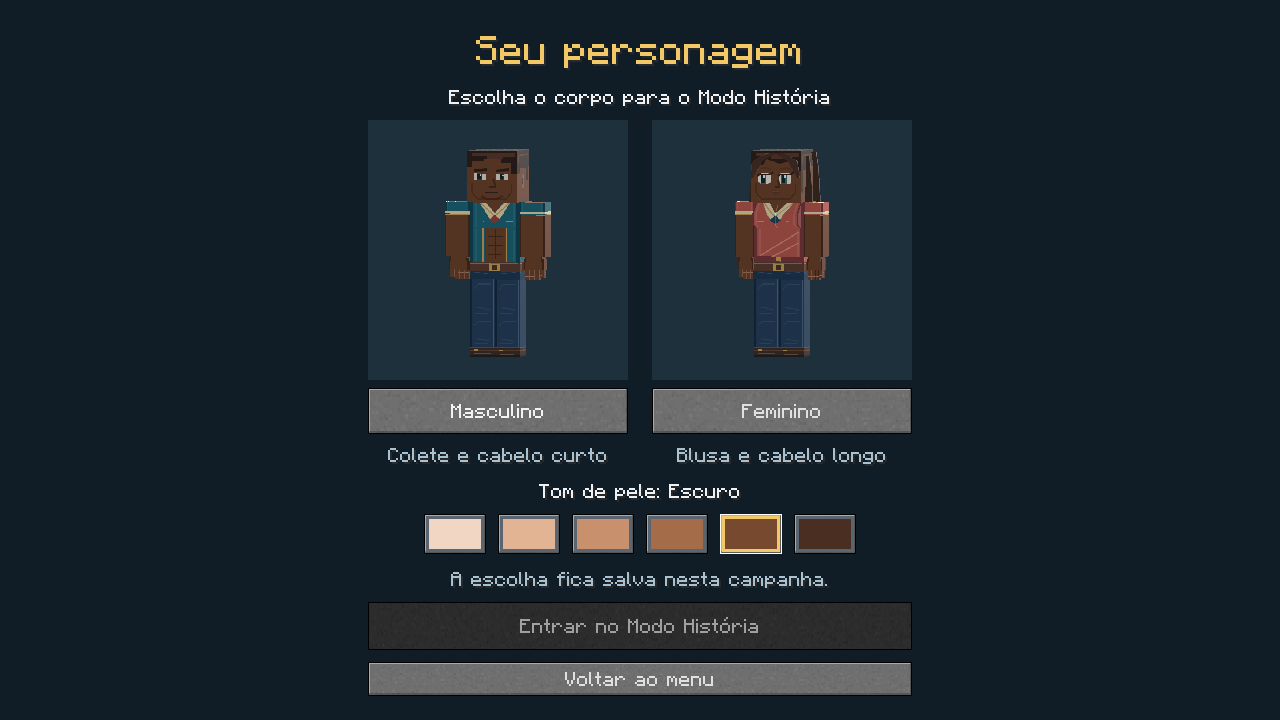 Seu personagem
Escolha o corpo para o Modo História
Masculino
Feminino
Colete e cabelo curto
Blusa e cabelo longo
Tom de pele: Escuro
A escolha fica salva nesta campanha.
Entrar no Modo História
Voltar ao menu